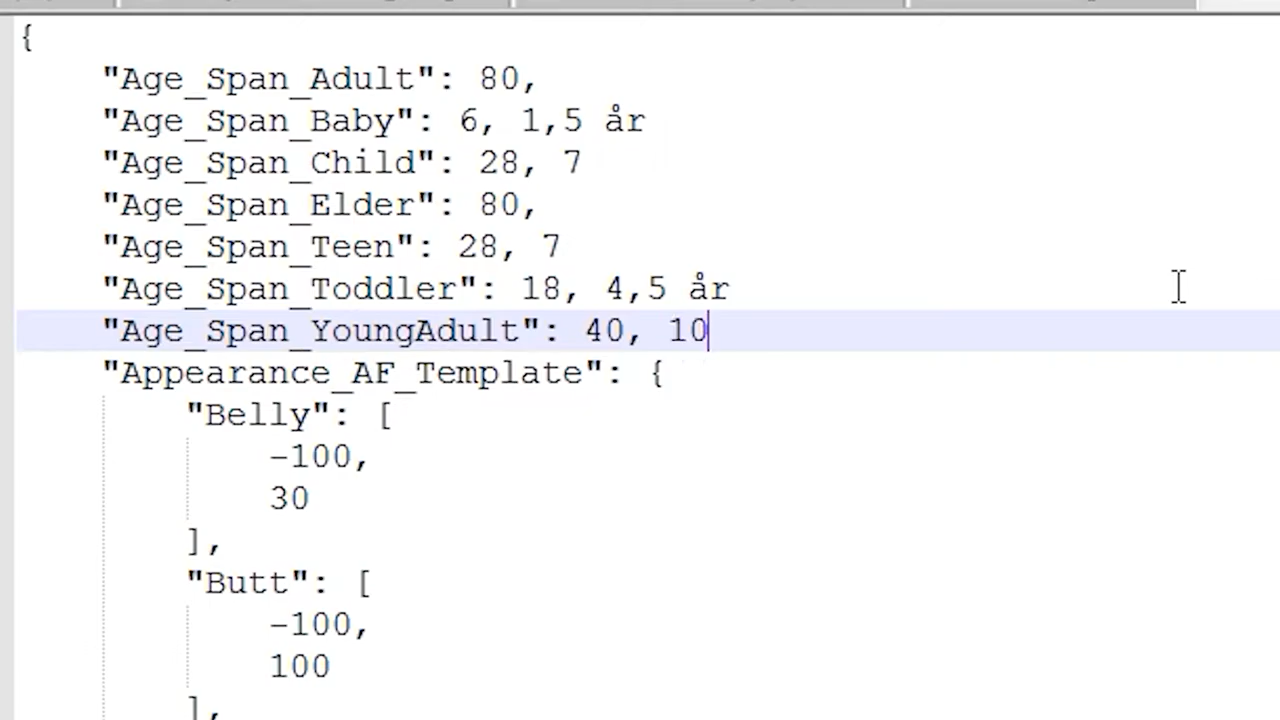 {
"Age_Span_Adult": 80,
"Age_Span_Baby": 6, 1,5 år
"Age_Span_Child": 28, 7
"Age_Span_Elder": 80,
"Age_Span_Teen": 28, 7
"Age_Span_Toddler": 18, 4,5 år
"Age_Span_YoungAdult": 40, 10
"Appearance_AF_Template": {
"Belly": [
-100,
30
],
"Butt": [
-100,
100
],